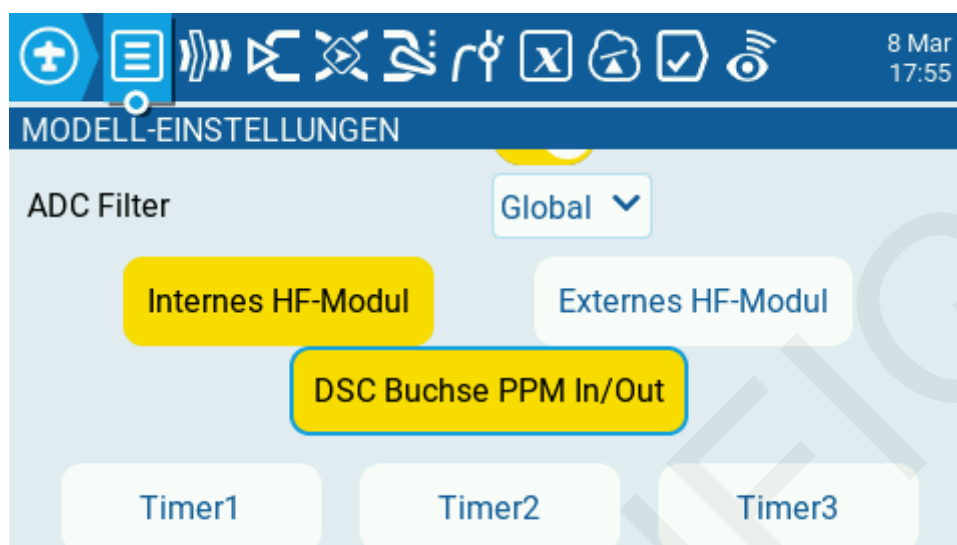 8 Mar
17:55
MODELL-EINSTELLUNGEN
ADC Filter Global
Internes HF-Modul Externes HF-Modul
DSC Buchse PPM In/Out
Timer1 Timer2 Timer3